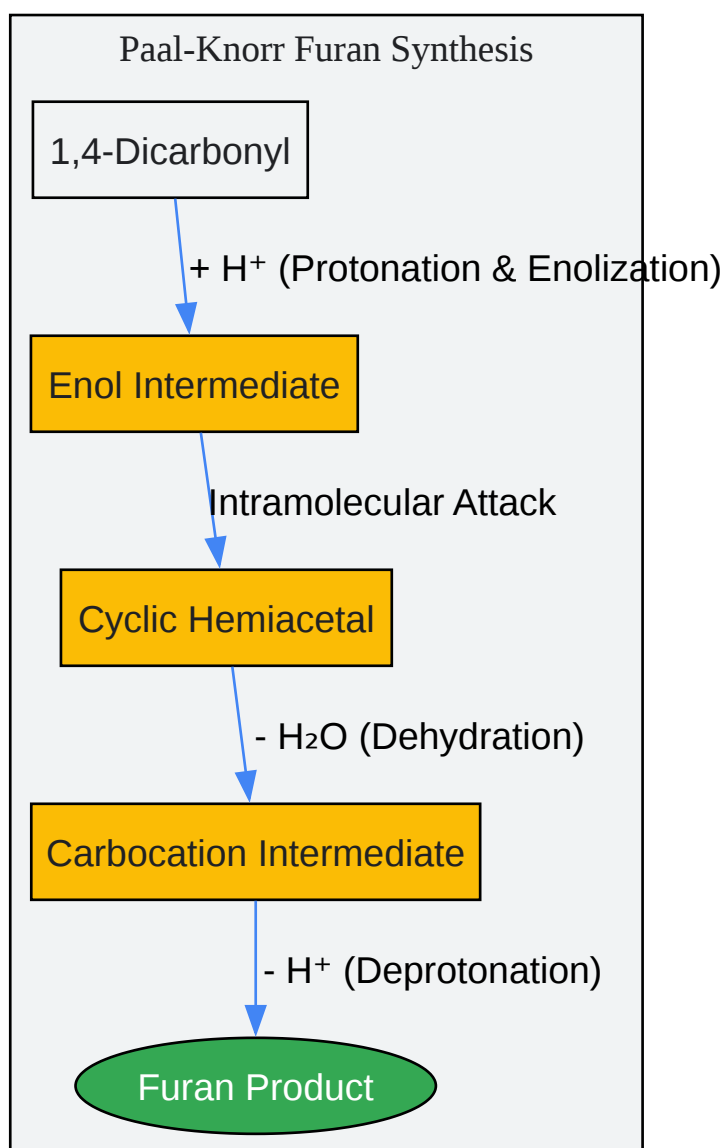 Paal-Knorr Furan Synthesis
1,4-Dicarbonyl
+ H⁺ (Protonation & Enolization)
Enol Intermediate
Intramolecular Attack
Cyclic Hemiacetal
- H₂O (Dehydration)
Carbocation Intermediate
- H⁺ (Deprotonation)
Furan Product